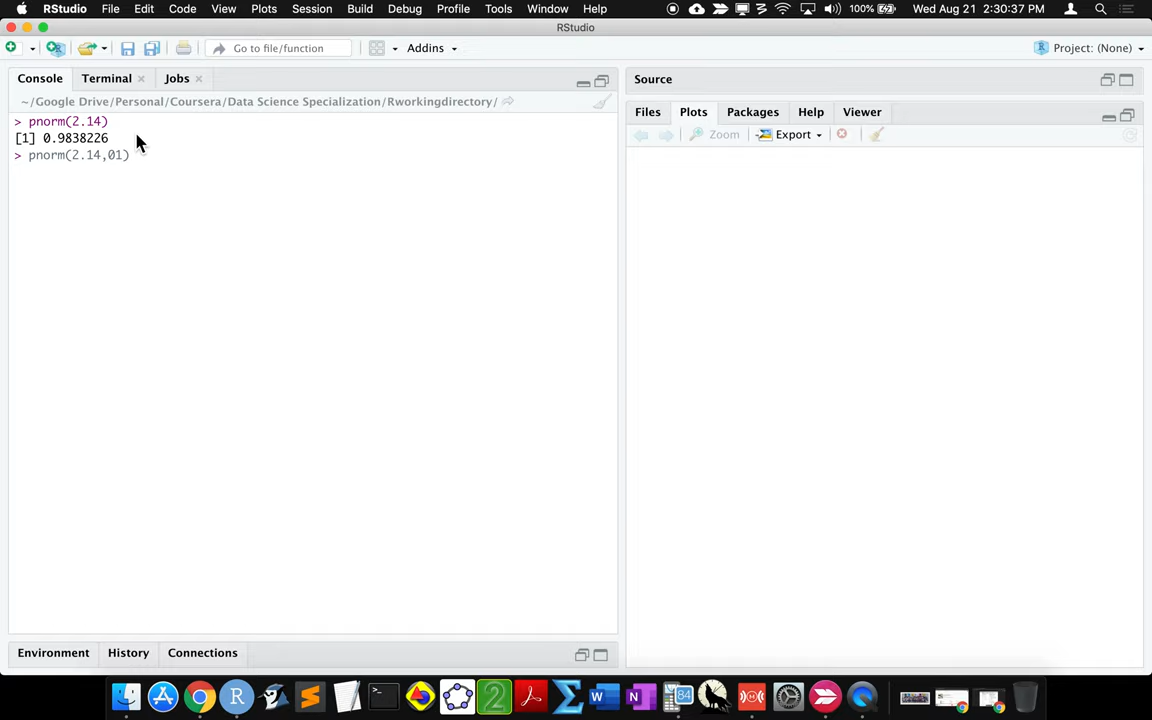 RStudio File Edit Code View Plots Session Build Debug Profile Tools Window Help 100% Wed Aug 21 2:30:37 PM
RStudio
Go to file/function Addins Project: (None)
Console Terminal Jobs
~/Google Drive/Personal/Coursera/Data Science Specialization/Rworkingdirectory/
> pnorm(2.14)
[1] 0.9838226
> pnorm(2.14,01)
Source
Files Plots Packages Help Viewer
Zoom Export
Environment History Connections